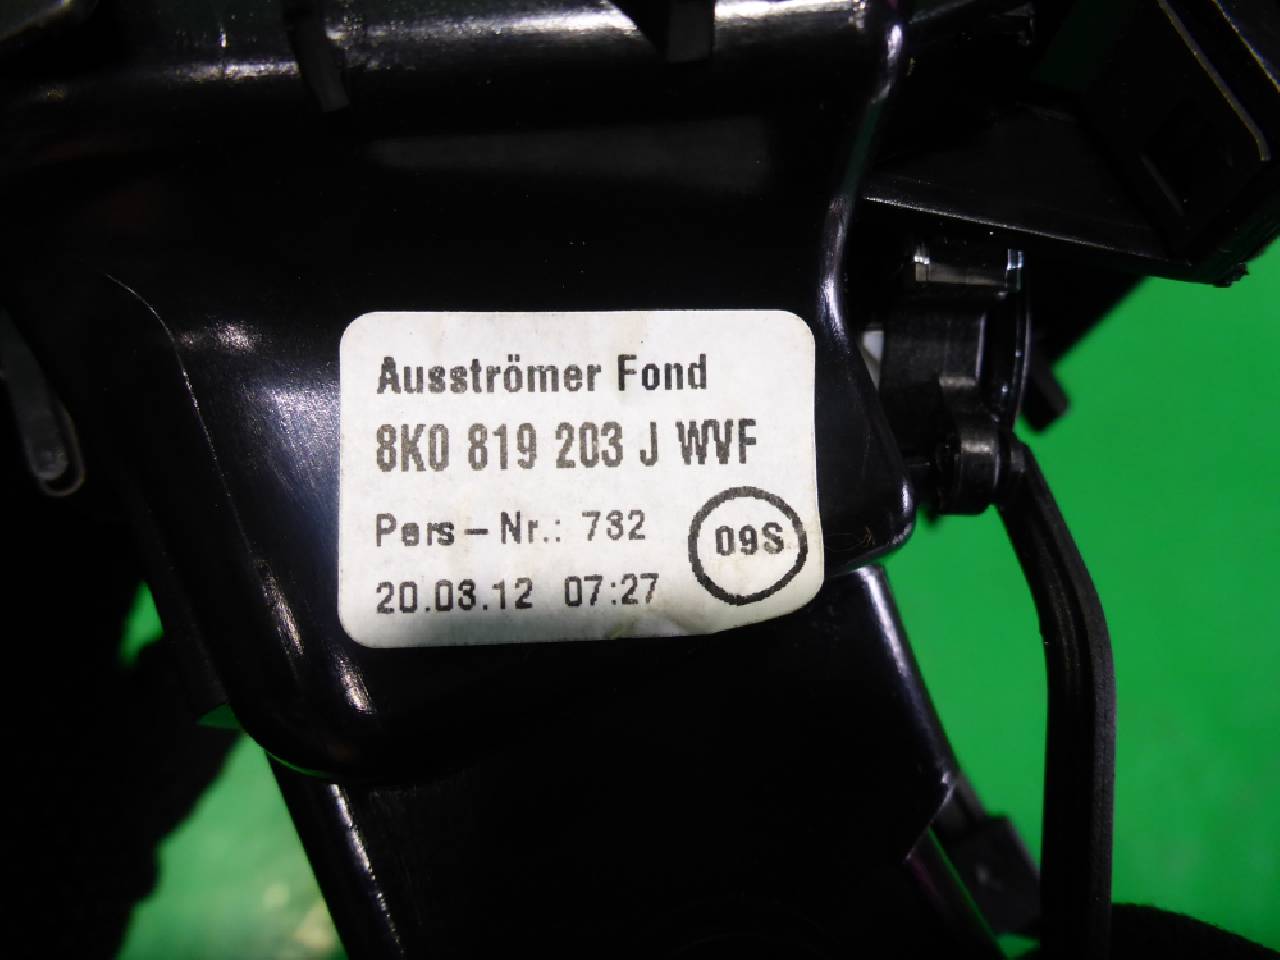 Ausströmer Fond
8K0 819 203 J WVF
Pers-Nr.: 732
09S
20.03.12 07:27